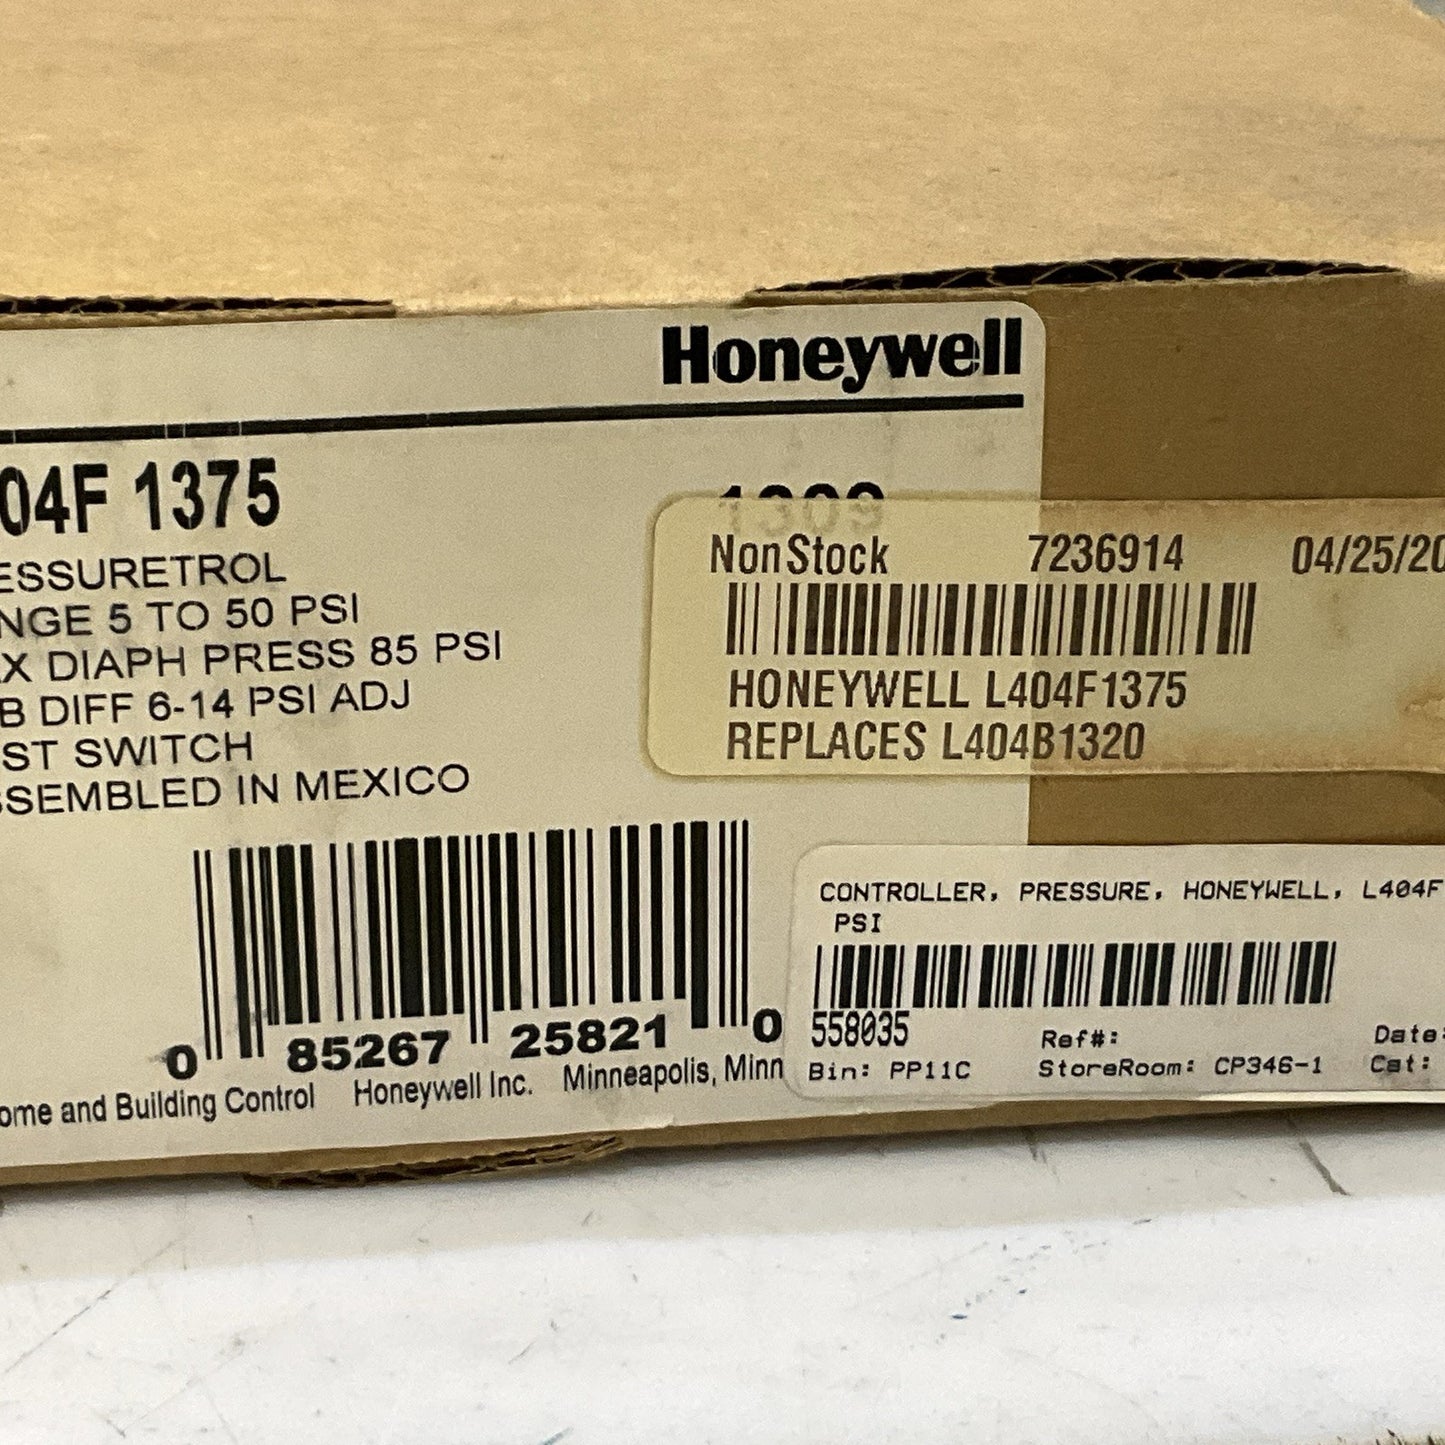 Honeywell
04F 1375
1309
ESSURETROL
NGE 5 TO 50 PSI
X DIAPH PRESS 85 PSI
B DIFF 6-14 PSI ADJ
ST SWITCH
SSEMBLED IN MEXICO
0 85267 25821 0
ome and Building Control Honeywell Inc. Minneapolis, Minn
NonStock 7236914 04/25/20
HONEYWELL L404F1375
REPLACES L404B1320
CONTROLLER, PRESSURE, HONEYWELL, L404F
PSI
558035
Ref#: Date:
Bin: PP11C StoreRoom: CP346-1 Cat: